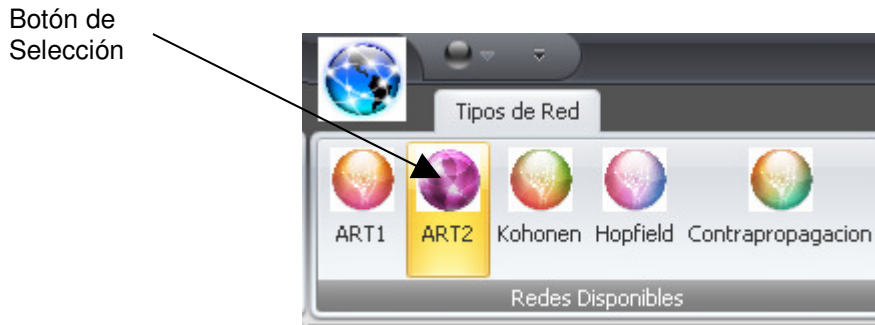 Botón de
Selección
Tipos de Red
ART1 ART2 Kohonen Hopfield Contrapropagacion
Redes Disponibles